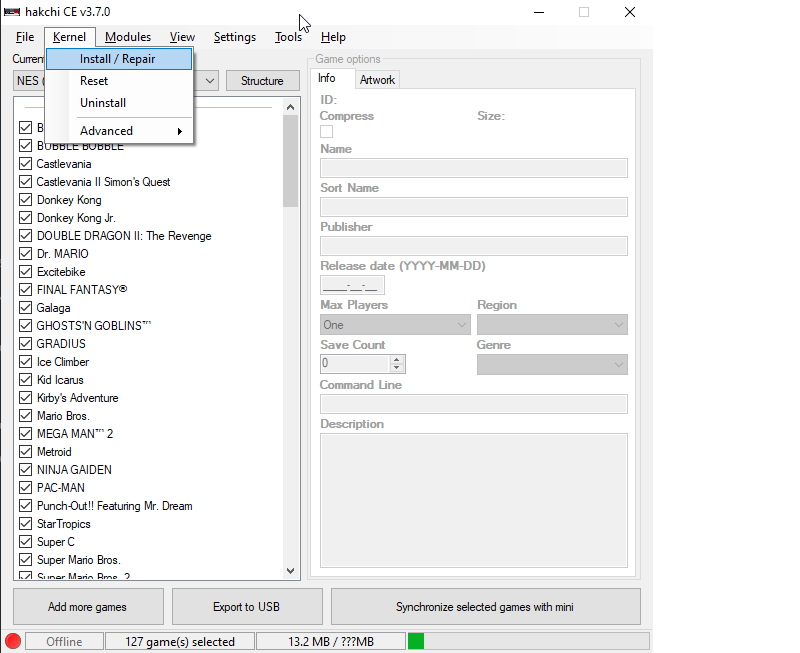 hakchi CE v3.7.0
File Kernel Modules View Settings Tools Help
Install / Repair
Reset
Uninstall
Advanced
Current
NES (
Structure
B
BUBBLE BOBBLE
Castlevania
Castlevania II Simon's Quest
Donkey Kong
Donkey Kong Jr.
DOUBLE DRAGON II: The Revenge
Dr. MARIO
Excitebike
FINAL FANTASY®
Galaga
GHOSTS'N GOBLINS™
GRADIUS
Ice Climber
Kid Icarus
Kirby's Adventure
Mario Bros.
MEGA MAN™ 2
Metroid
NINJA GAIDEN
PAC-MAN
Punch-Out!! Featuring Mr. Dream
StarTropics
Super C
Super Mario Bros.
Super Mario Bros. 2
Game options
Info Artwork
ID:
Compress Size:
Name
Sort Name
Publisher
Release date (YYYY-MM-DD)
____-__-__
Max Players Region
One
Save Count Genre
0
Command Line
Description
Add more games Export to USB Synchronize selected games with mini
Offline 127 game(s) selected 13.2 MB / ???MB